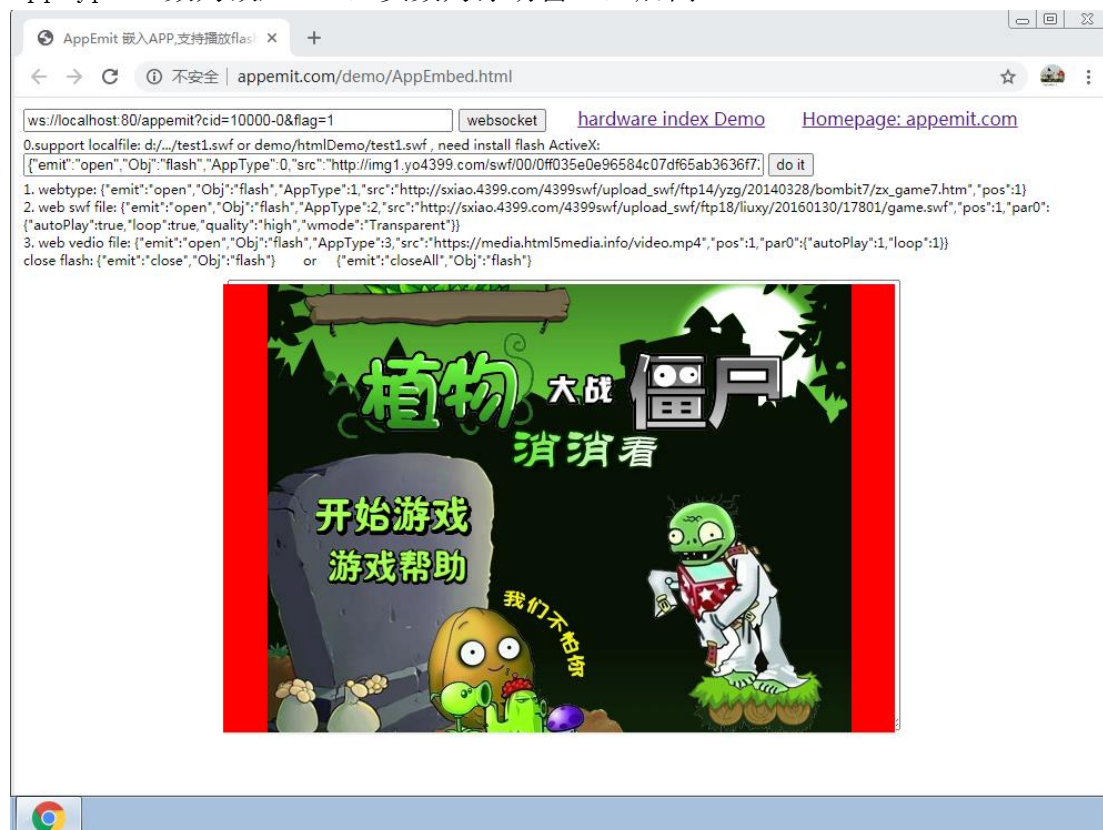 AppEmit 嵌入APP,支持播放flas
不安全 | appemit.com/demo/AppEmbed.html
ws://localhost:80/appemit?cid=10000-0&flag=1 websocket hardware index Demo Homepage: appemit.com
0.support localfile: d:/.../test1.swf or demo/htmlDemo/test1.swf , need install flash ActiveX:
{"emit":"open","Obj":"flash","AppType":0,"src":"http://img1.yo4399.com/swf/00/0ff035e0e96584c07df65ab3636f7. do it
1. webtype: {"emit":"open","Obj":"flash","AppType":1,"src":"http://sxiao.4399.com/4399swf/upload_swf/ftp14/yzg/20140328/bombit7/zx_game7.htm","pos":1}
2. web swf file: {"emit":"open","Obj":"flash","AppType":2,"src":"http://sxiao.4399.com/4399swf/upload_swf/ftp18/liuxy/20160130/17801/game.swf","pos":1,"par0":
{"autoPlay":true,"loop":true,"quality":"high","wmode":"Transparent"}}
3. web vedio file: {"emit":"open","Obj":"flash","AppType":3,"src":"https://media.html5media.info/video.mp4","pos":1,"par0":{"autoPlay":1,"loop":1}}
close flash: {"emit":"close","Obj":"flash"} or {"emit":"closeAll","Obj":"flash"}
植物大战僵尸
消消看
开始游戏
游戏帮助
我们不怕你